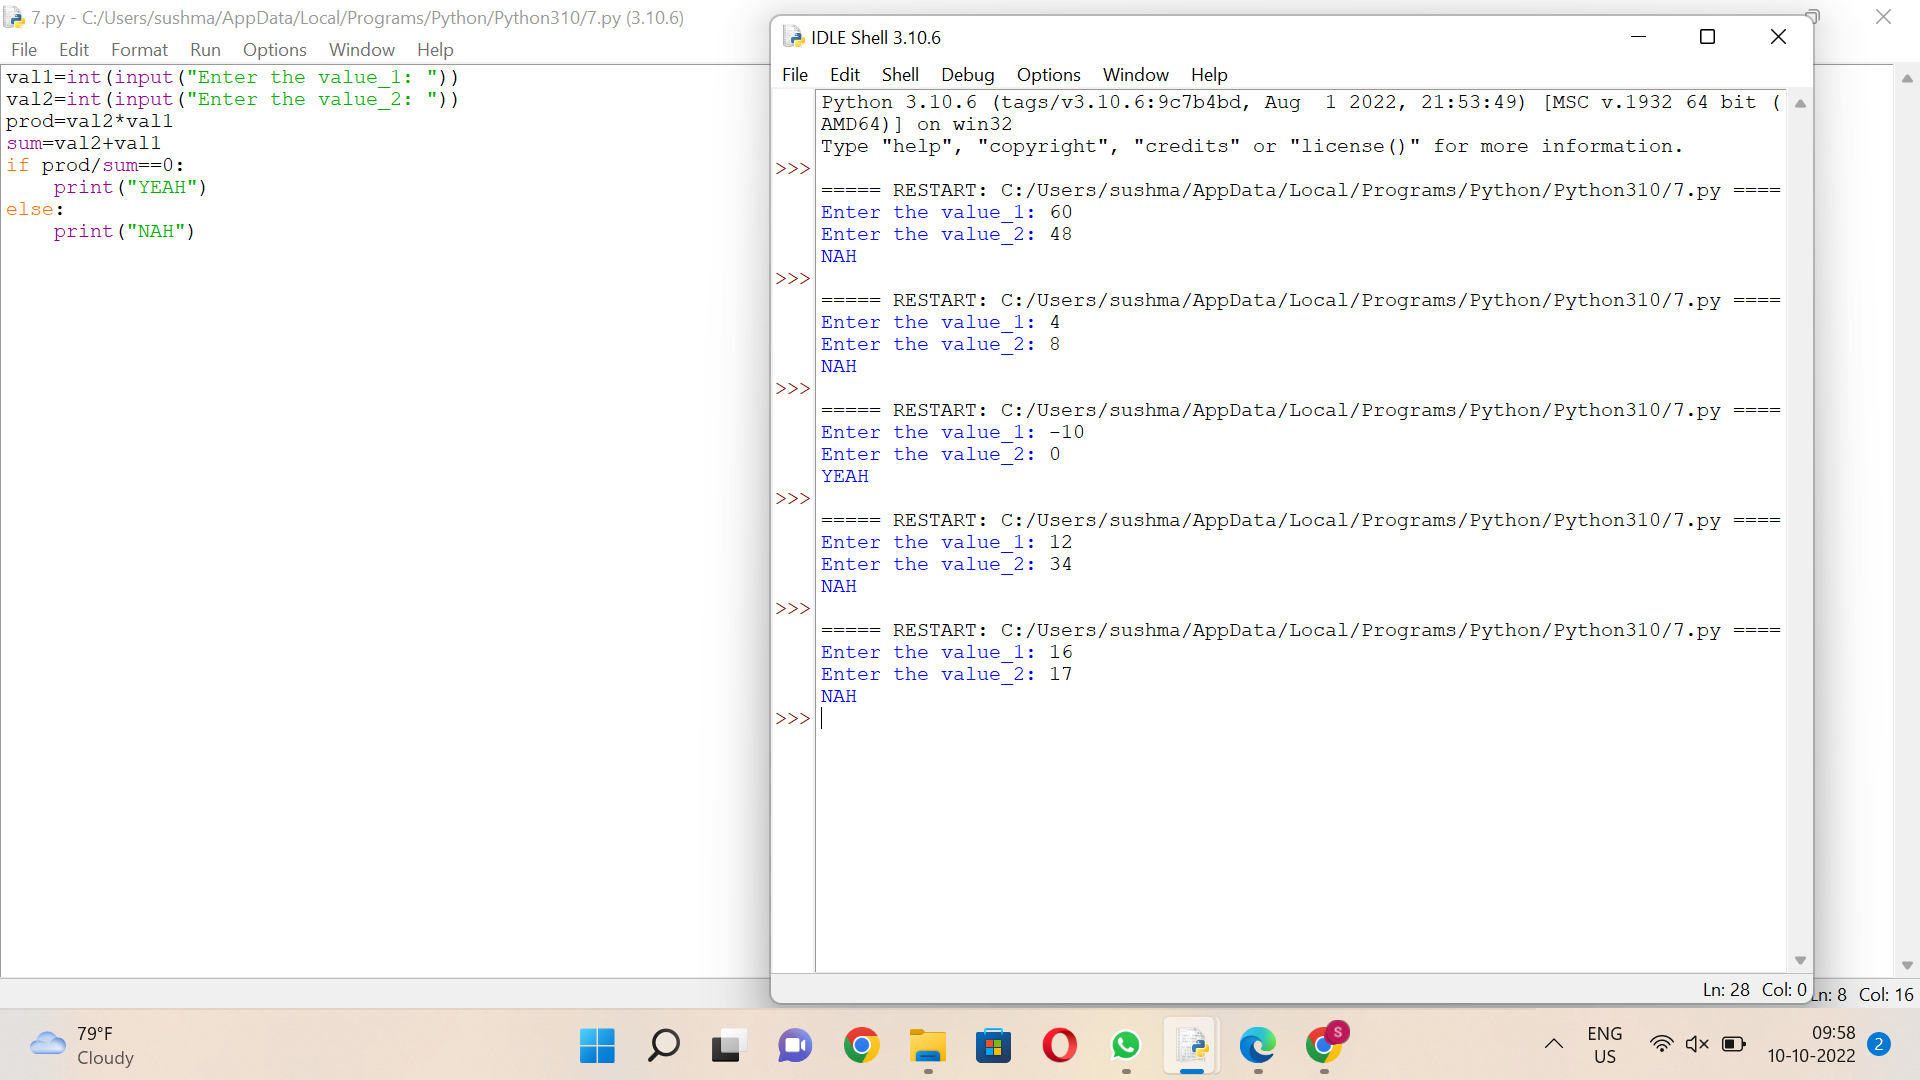 7.py - C:/Users/sushma/AppData/Local/Programs/Python/Python310/7.py (3.10.6)
File Edit Format Run Options Window Help
val1=int(input("Enter the value_1: "))
val2=int(input("Enter the value_2: "))
prod=val2*val1
sum=val2+val1
if prod/sum==0:
    print("YEAH")
else:
    print("NAH")
IDLE Shell 3.10.6
File Edit Shell Debug Options Window Help
Python 3.10.6 (tags/v3.10.6:9c7b4bd, Aug  1 2022, 21:53:49) [MSC v.1932 64 bit (
AMD64)] on win32
Type "help", "copyright", "credits" or "license()" for more information.
>>>
===== RESTART: C:/Users/sushma/AppData/Local/Programs/Python/Python310/7.py ====
Enter the value_1: 60
Enter the value_2: 48
NAH
>>>
===== RESTART: C:/Users/sushma/AppData/Local/Programs/Python/Python310/7.py ====
Enter the value_1: 4
Enter the value_2: 8
NAH
>>>
===== RESTART: C:/Users/sushma/AppData/Local/Programs/Python/Python310/7.py ====
Enter the value_1: -10
Enter the value_2: 0
YEAH
>>>
===== RESTART: C:/Users/sushma/AppData/Local/Programs/Python/Python310/7.py ====
Enter the value_1: 12
Enter the value_2: 34
NAH
>>>
===== RESTART: C:/Users/sushma/AppData/Local/Programs/Python/Python310/7.py ====
Enter the value_1: 16
Enter the value_2: 17
NAH
>>>
Ln: 28 Col: 0
Ln: 8 Col: 16
79°F
Cloudy
S
ENG
US
09:58
10-10-2022
2